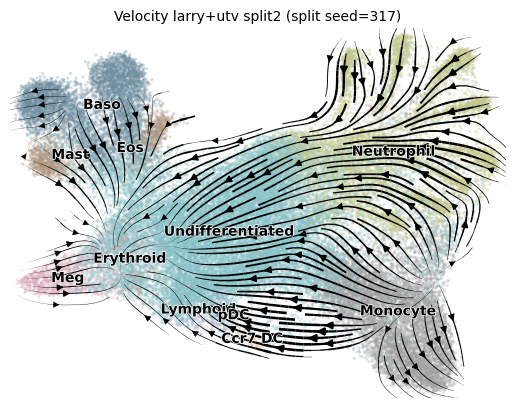 Velocity larry+utv split2 (split seed=317)
Baso
Eos
Mast
Neutrophil
Undifferentiated
Erythroid
Meg
Lymphoid
pDC
Monocyte
Ccr7 DC